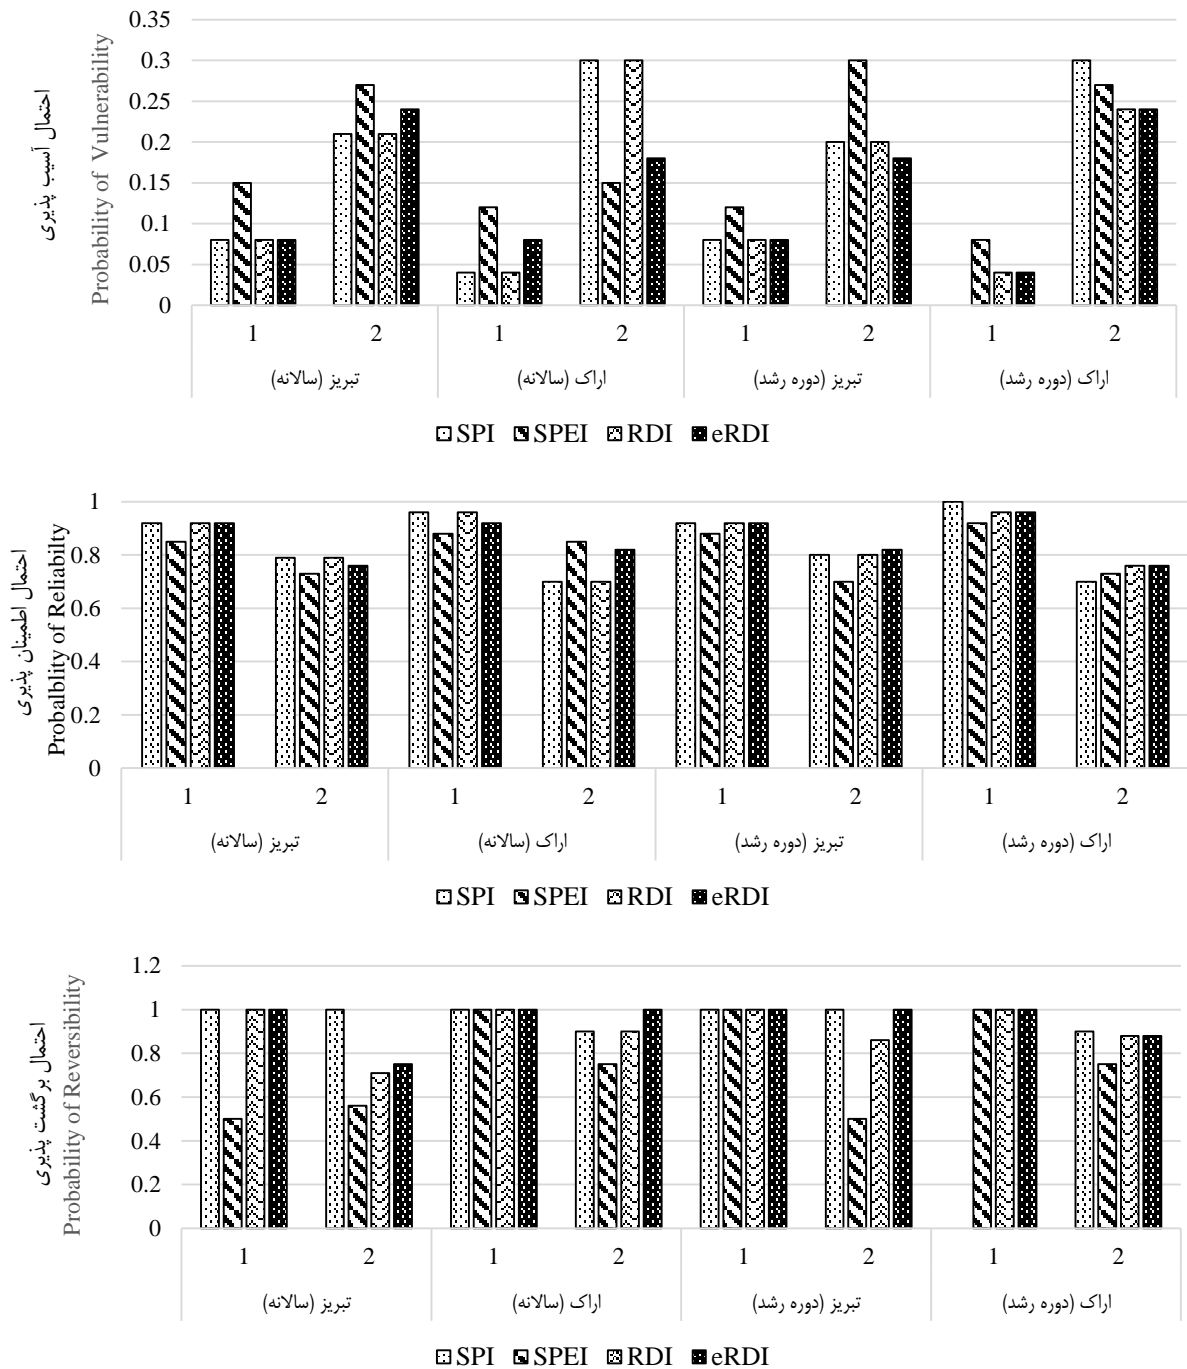 احتمال آسیب پذیری
Probability of Vulnerability
0.35
0.3
0.25
0.2
0.15
0.1
0.05
0
1 2 1 2 1 2 1 2
تبریز (سالانه) اراک (سالانه) تبریز (دوره رشد) اراک (دوره رشد)
SPI SPEI RDI eRDI
احتمال اطمینان پذیری
Probalblity of Reliabilty
1
0.8
0.6
0.4
0.2
0
1 2 1 2 1 2 1 2
تبریز (سالانه) اراک (سالانه) تبریز (دوره رشد) اراک (دوره رشد)
SPI SPEI RDI eRDI
احتمال برگشت پذیری
Probability of Reversibility
1.2
1
0.8
0.6
0.4
0.2
0
1 2 1 2 1 2 1 2
تبریز (سالانه) اراک (سالانه) تبریز (دوره رشد) اراک (دوره رشد)
SPI SPEI RDI eRDI